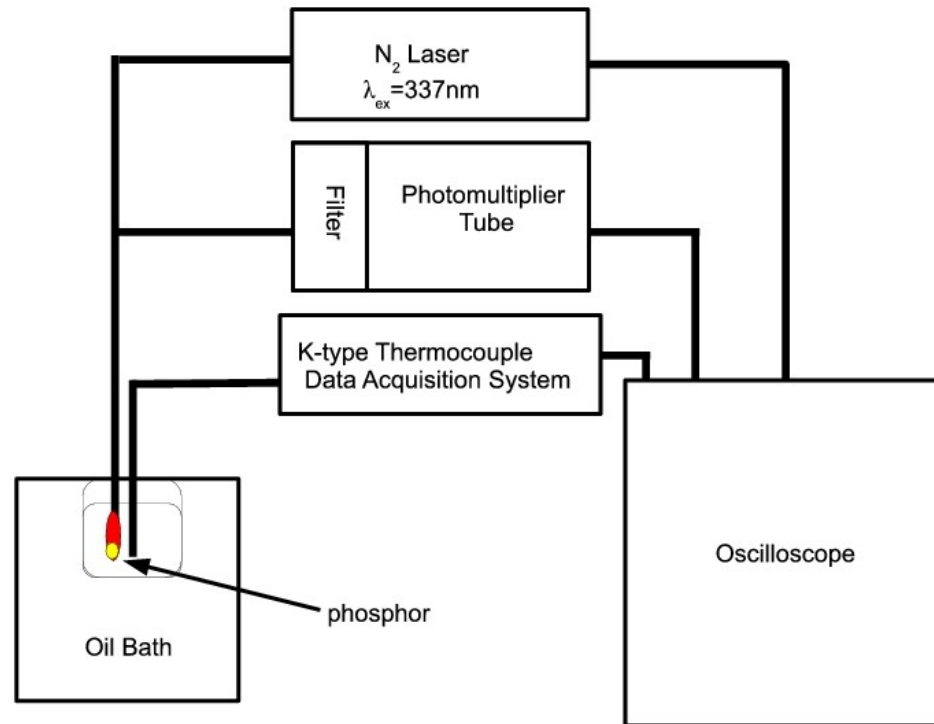 N₂ Laser
λex=337nm
Filter
Photomultiplier
Tube
K-type Thermocouple
Data Acquisition System
Oscilloscope
phosphor
Oil Bath